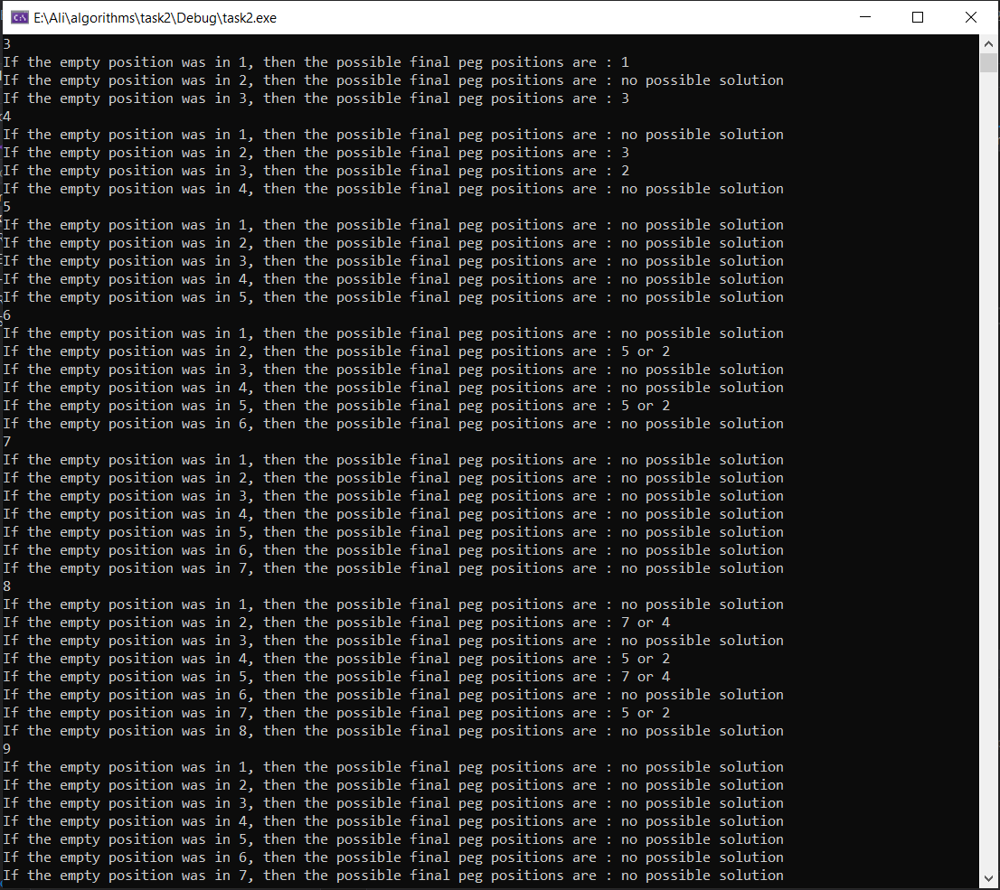 E:\Ali\algorithms\task2\Debug\task2.exe
3
If the empty position was in 1, then the possible final peg positions are : 1
If the empty position was in 2, then the possible final peg positions are : no possible solution
If the empty position was in 3, then the possible final peg positions are : 3
4
If the empty position was in 1, then the possible final peg positions are : no possible solution
If the empty position was in 2, then the possible final peg positions are : 3
If the empty position was in 3, then the possible final peg positions are : 2
If the empty position was in 4, then the possible final peg positions are : no possible solution
5
If the empty position was in 1, then the possible final peg positions are : no possible solution
If the empty position was in 2, then the possible final peg positions are : no possible solution
If the empty position was in 3, then the possible final peg positions are : no possible solution
If the empty position was in 4, then the possible final peg positions are : no possible solution
If the empty position was in 5, then the possible final peg positions are : no possible solution
6
If the empty position was in 1, then the possible final peg positions are : no possible solution
If the empty position was in 2, then the possible final peg positions are : 5 or 2
If the empty position was in 3, then the possible final peg positions are : no possible solution
If the empty position was in 4, then the possible final peg positions are : no possible solution
If the empty position was in 5, then the possible final peg positions are : 5 or 2
If the empty position was in 6, then the possible final peg positions are : no possible solution
7
If the empty position was in 1, then the possible final peg positions are : no possible solution
If the empty position was in 2, then the possible final peg positions are : no possible solution
If the empty position was in 3, then the possible final peg positions are : no possible solution
If the empty position was in 4, then the possible final peg positions are : no possible solution
If the empty position was in 5, then the possible final peg positions are : no possible solution
If the empty position was in 6, then the possible final peg positions are : no possible solution
If the empty position was in 7, then the possible final peg positions are : no possible solution
8
If the empty position was in 1, then the possible final peg positions are : no possible solution
If the empty position was in 2, then the possible final peg positions are : 7 or 4
If the empty position was in 3, then the possible final peg positions are : no possible solution
If the empty position was in 4, then the possible final peg positions are : 5 or 2
If the empty position was in 5, then the possible final peg positions are : 7 or 4
If the empty position was in 6, then the possible final peg positions are : no possible solution
If the empty position was in 7, then the possible final peg positions are : 5 or 2
If the empty position was in 8, then the possible final peg positions are : no possible solution
9
If the empty position was in 1, then the possible final peg positions are : no possible solution
If the empty position was in 2, then the possible final peg positions are : no possible solution
If the empty position was in 3, then the possible final peg positions are : no possible solution
If the empty position was in 4, then the possible final peg positions are : no possible solution
If the empty position was in 5, then the possible final peg positions are : no possible solution
If the empty position was in 6, then the possible final peg positions are : no possible solution
If the empty position was in 7, then the possible final peg positions are : no possible solution